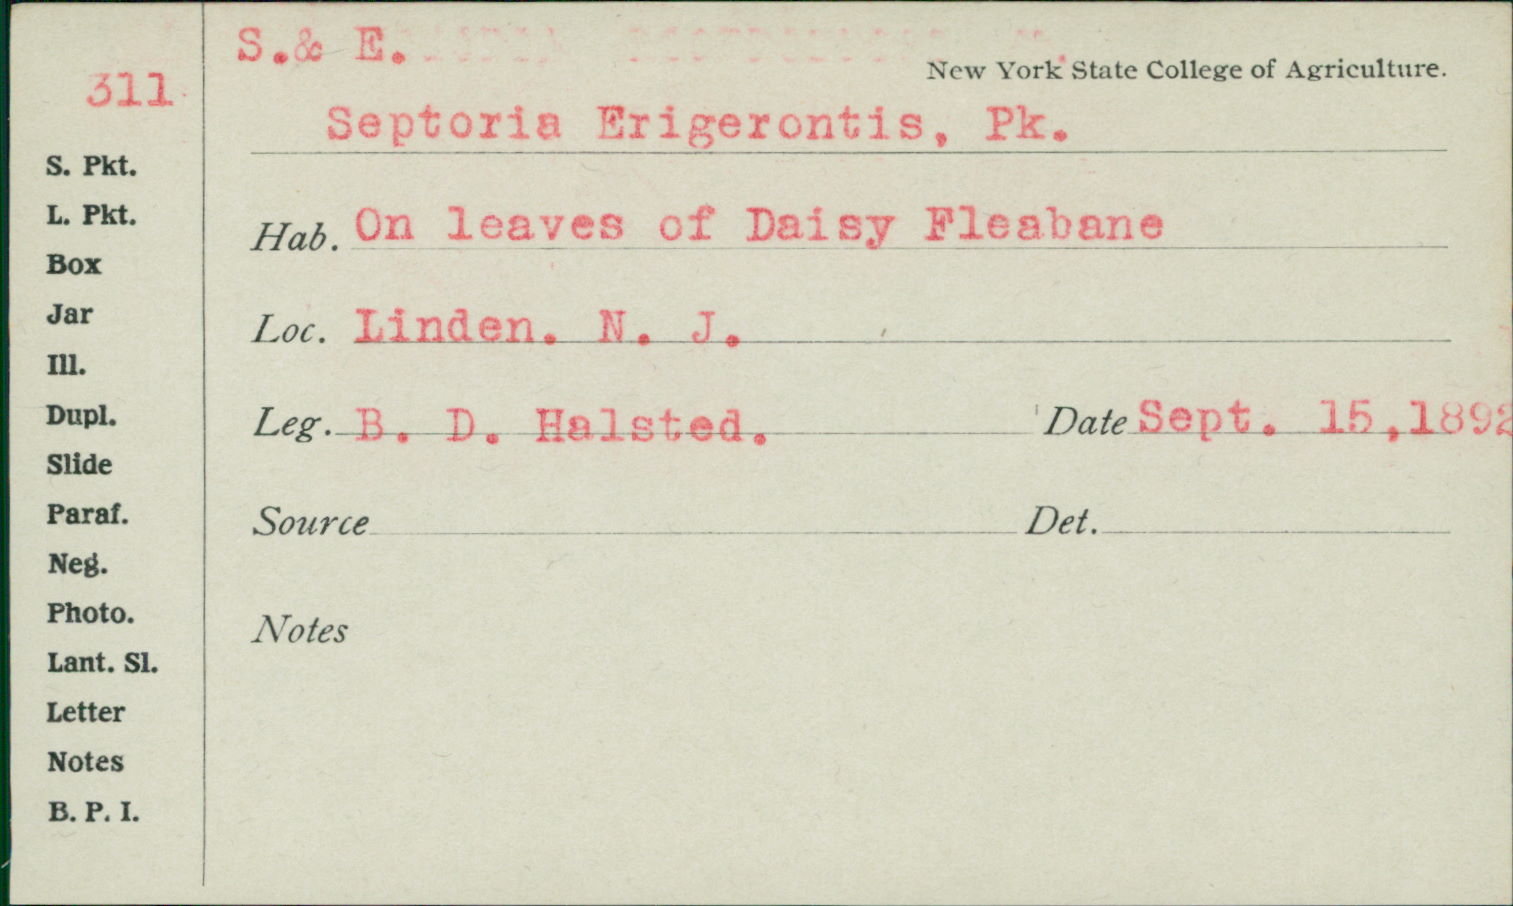 311
S.& E.
New York State College of Agriculture.
Septoria Erigerontis, Pk.
Hab. On leaves of Daisy Fleabane
Loc. Linden. N. J.
Leg. B. D. Halsted. Date Sept. 15,1892
Source Det.
Notes
S. Pkt.
L. Pkt.
Box
Jar
Ill.
Dupl.
Slide
Paraf.
Neg.
Photo.
Lant. Sl.
Letter
Notes
B. P. I.